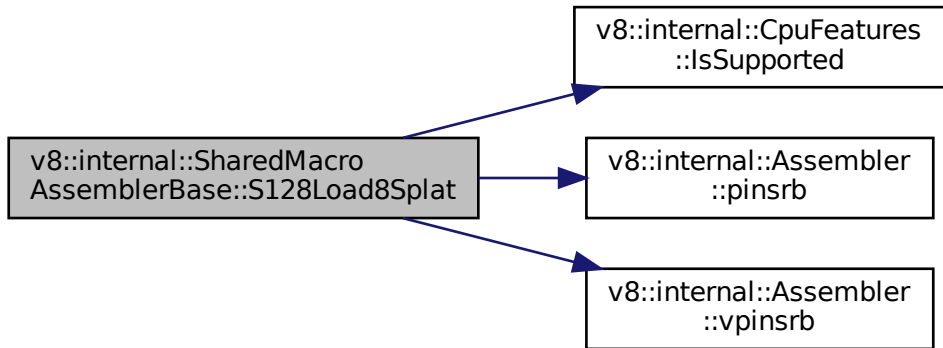 v8::internal::CpuFeatures
::IsSupported
v8::internal::SharedMacro
AssemblerBase::S128Load8Splat
v8::internal::Assembler
::pinsrb
v8::internal::Assembler
::vpinsrb